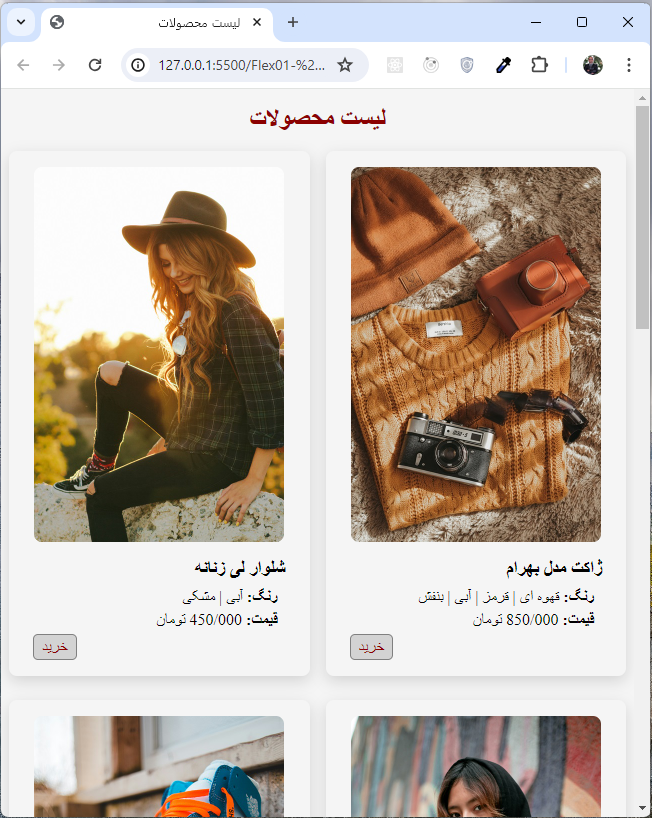 لیست محصولات
127.0.0.1:5500/Flex01-%2...
لیست محصولات
ژاکت مدل بهرام
رنگ: قهوه ای | قرمز | آبی | بنفش
قیمت: 850/000 تومان
خرید
شلوار لی زنانه
رنگ: آبی | مشکی
قیمت: 450/000 تومان
خرید